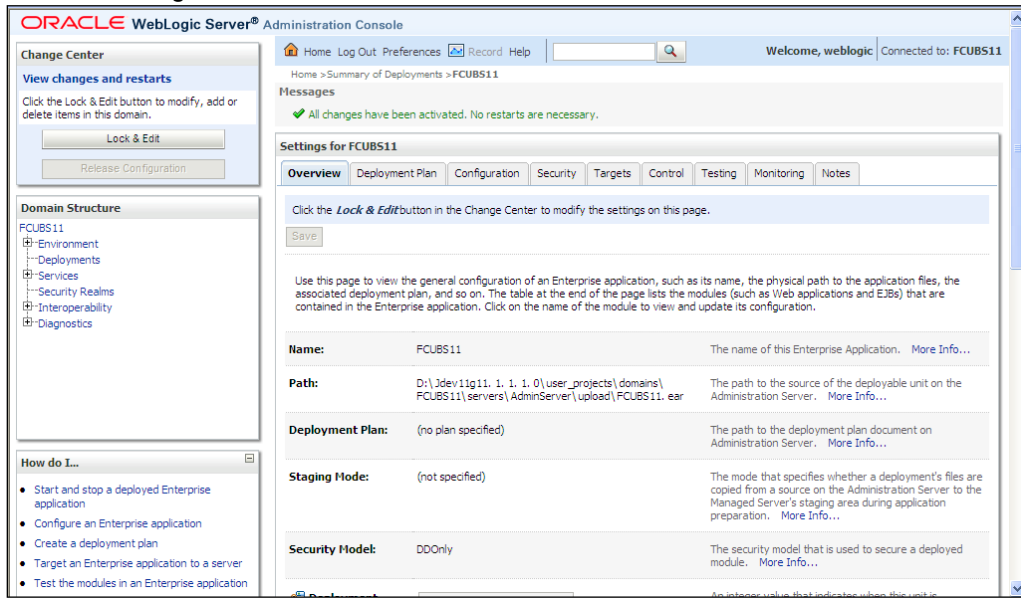 ORACLE WebLogic Server® Administration Console
Change Center
View changes and restarts
Click the Lock & Edit button to modify, add or
delete items in this domain.
Lock & Edit
Release Configuration
Domain Structure
FCUBS11
Environment
Deployments
Services
Security Realms
Interoperability
Diagnostics
How do I...
Start and stop a deployed Enterprise
application
Configure an Enterprise application
Create a deployment plan
Target an Enterprise application to a server
Test the modules in an Enterprise application
Home Log Out Preferences Record Help
Welcome, weblogic Connected to: FCUBS11
Home >Summary of Deployments >FCUBS11
Messages
All changes have been activated. No restarts are necessary.
Settings for FCUBS11
Overview Deployment Plan Configuration Security Targets Control Testing Monitoring Notes
Click the Lock & Edit button in the Change Center to modify the settings on this page.
Save
Use this page to view the general configuration of an Enterprise application, such as its name, the physical path to the application files, the
associated deployment plan, and so on. The table at the end of the page lists the modules (such as Web applications and EJBs) that are
contained in the Enterprise application. Click on the name of the module to view and update its configuration.
Name: FCUBS11 The name of this Enterprise Application. More Info...
Path: D:\Jdev11g11. 1. 1. 1. 0\user_projects\domains\ The path to the source of the deployable unit on the
FCUBS11\servers\AdminServer\upload\FCUBS11. ear Administration Server. More Info...
Deployment Plan: (no plan specified) The path to the deployment plan document on
Administration Server. More Info...
Staging Mode: (not specified) The mode that specifies whether a deployment's files are
copied from a source on the Administration Server to the
Managed Server's staging area during application
preparation. More Info...
Security Model: DDOnly The security model that is used to secure a deployed
module. More Info...
Deployment An integer value that indicates when this unit is